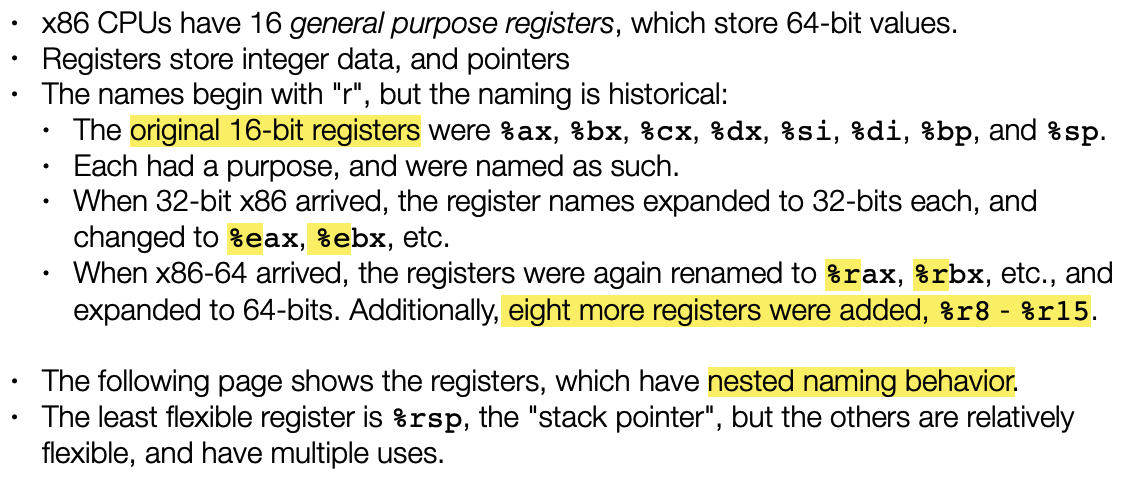 • x86 CPUs have 16 general purpose registers, which store 64-bit values.
• Registers store integer data, and pointers
• The names begin with "r", but the naming is historical:
• The original 16-bit registers were %ax, %bx, %cx, %dx, %si, %di, %bp, and %sp.
• Each had a purpose, and were named as such.
• When 32-bit x86 arrived, the register names expanded to 32-bits each, and
changed to %eax, %ebx, etc.
• When x86-64 arrived, the registers were again renamed to %rax, %rbx, etc., and
expanded to 64-bits. Additionally, eight more registers were added, %r8 - %r15.
• The following page shows the registers, which have nested naming behavior.
• The least flexible register is %rsp, the "stack pointer", but the others are relatively
flexible, and have multiple uses.